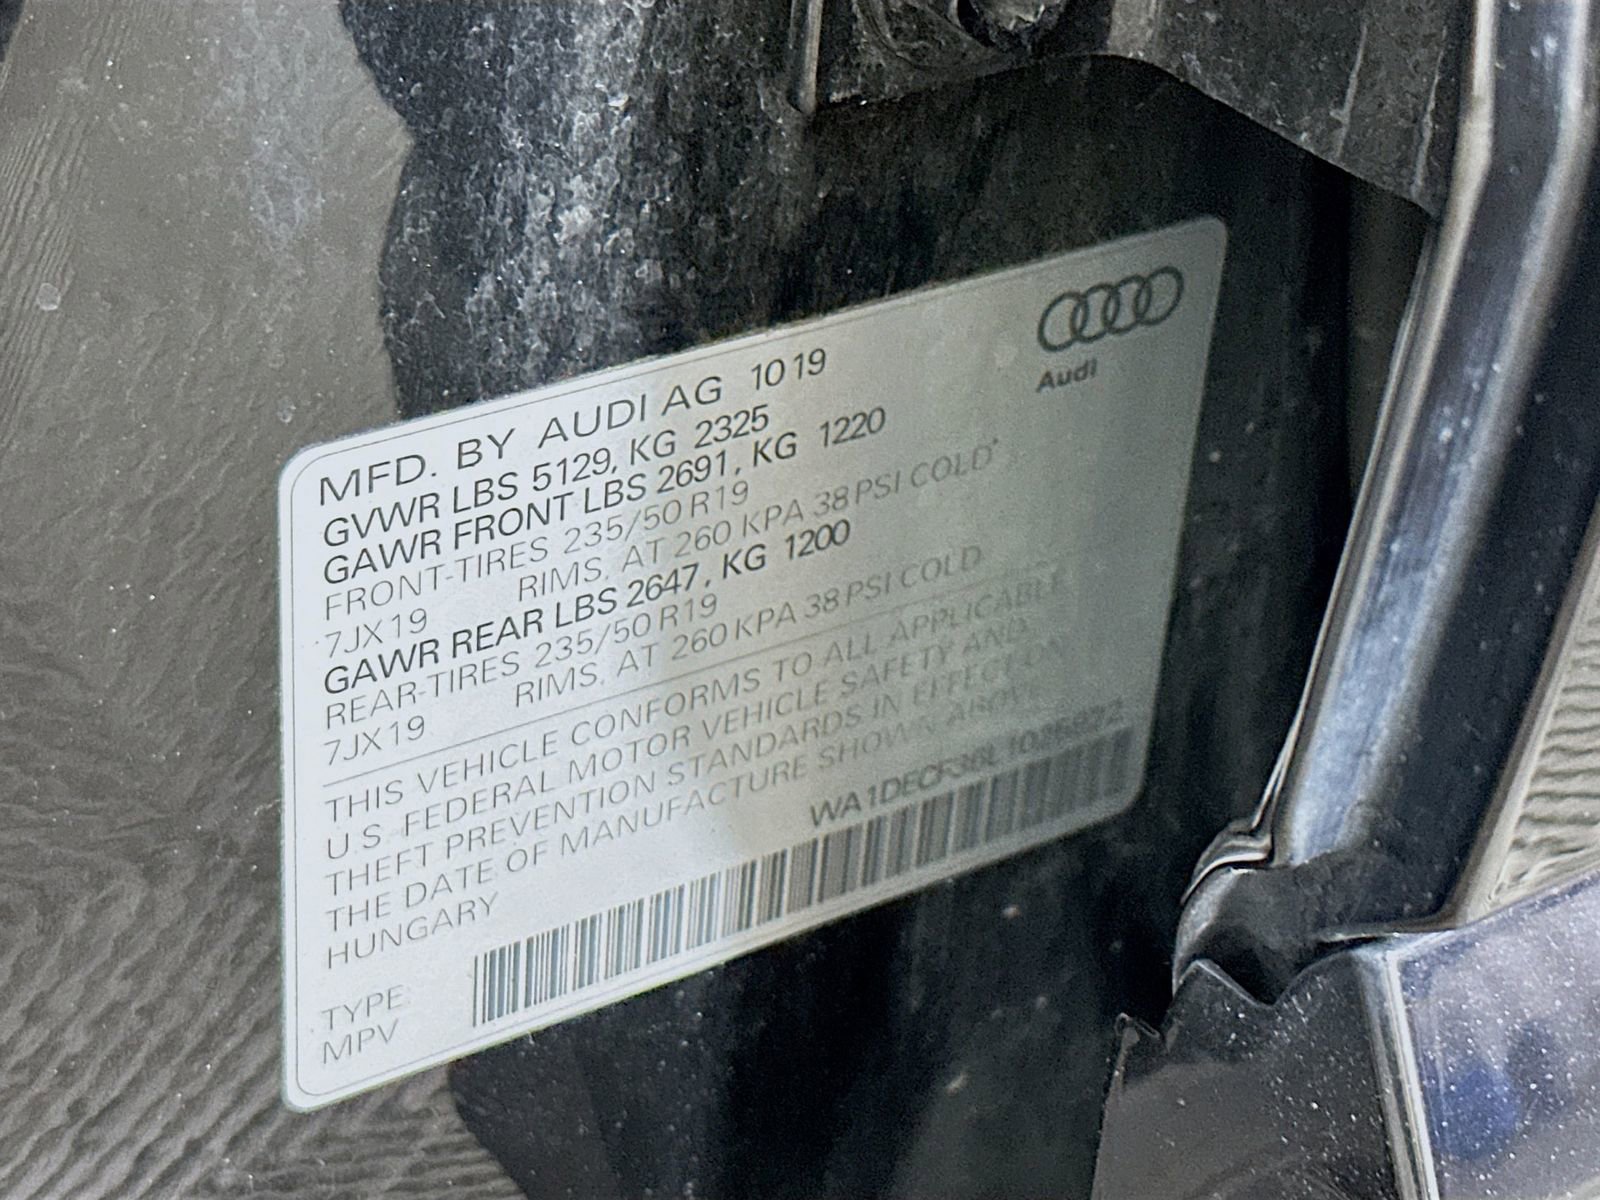 Audi
MFD. BY AUDI AG 10 19
GVWR LBS 5129, KG 2325
GAWR FRONT LBS 2691, KG 1220
FRONT-TIRES 235/50 R19
7JX19 RIMS, AT 260 KPA 38 PSI COLD
GAWR REAR LBS 2647, KG 1200
REAR-TIRES 235/50 R19
7JX19 RIMS, AT 260 KPA 38 PSI COLD
THIS VEHICLE CONFORMS TO ALL APPLICABLE
U.S. FEDERAL MOTOR VEHICLE SAFETY AND
THEFT PREVENTION STANDARDS IN EFFECT ON
THE DATE OF MANUFACTURE SHOWN ABOVE
HUNGARY
TYPE
MPV